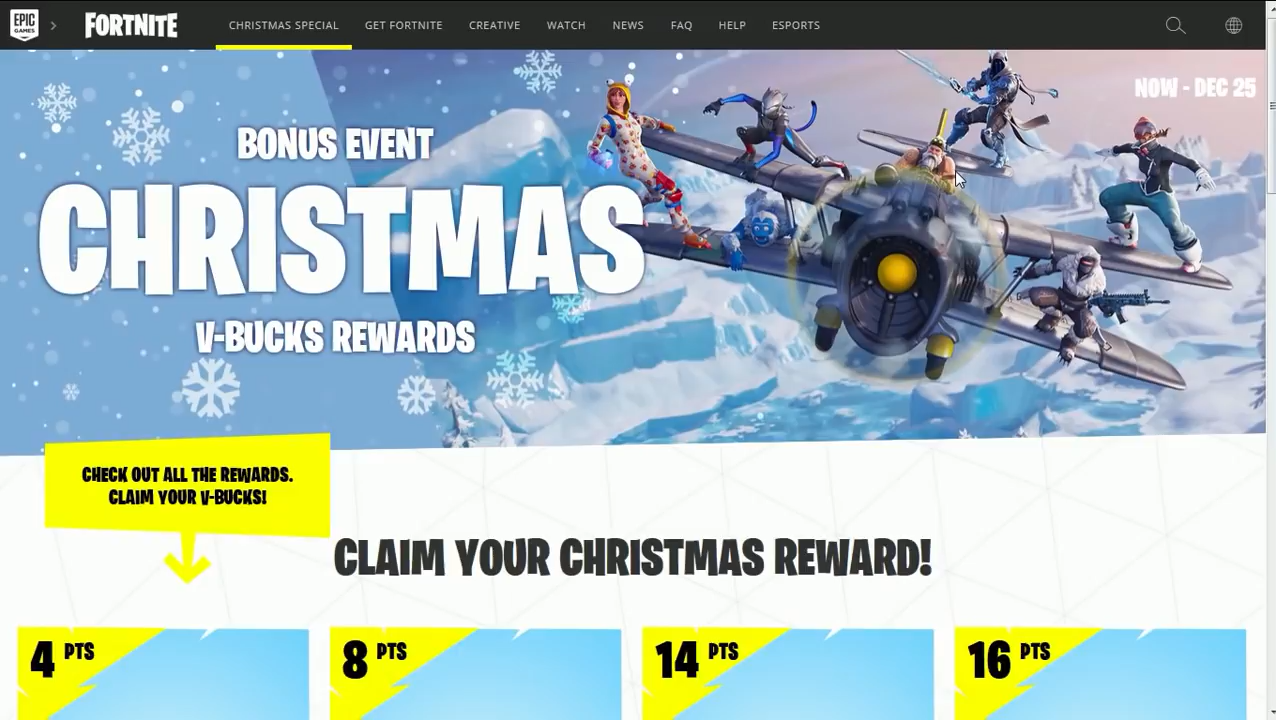 EPIC
GAMES
FORTNITE
CHRISTMAS SPECIAL
GET FORTNITE
CREATIVE
WATCH
NEWS
FAQ
HELP
ESPORTS
NOW - DEC 25
BONUS EVENT
CHRISTMAS
V-BUCKS REWARDS
CHECK OUT ALL THE REWARDS.
CLAIM YOUR V-BUCKS!
CLAIM YOUR CHRISTMAS REWARD!
4 PTS
8 PTS
14 PTS
16 PTS